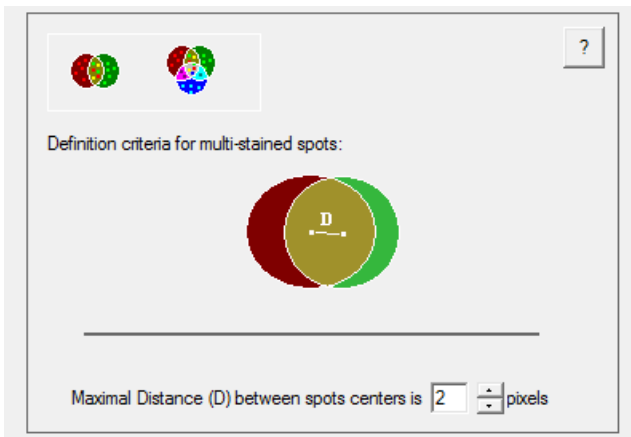 ?
Definition criteria for multi-stained spots:
D
Maximal Distance (D) between spots centers is 2 pixels